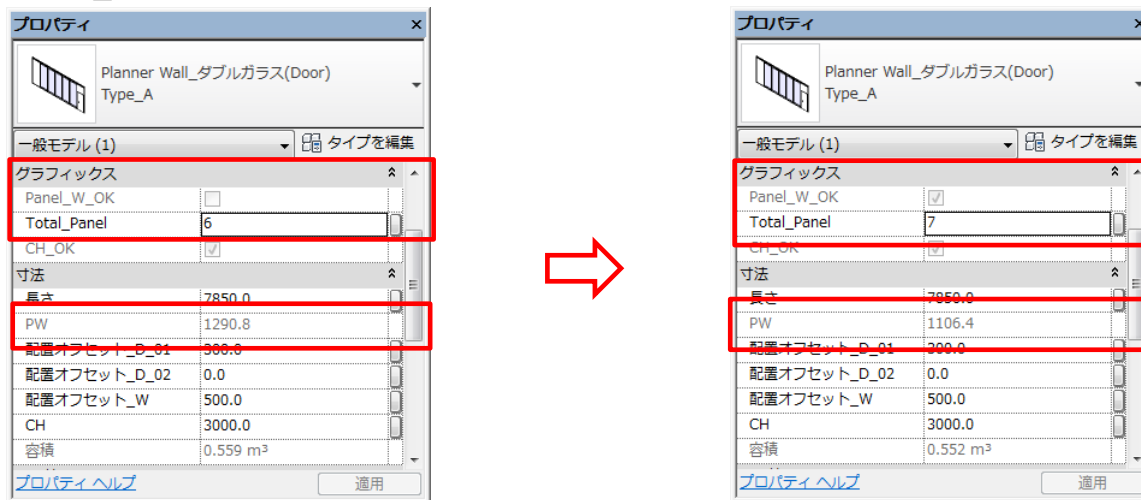 プロパティ
Planner Wall_ダブルガラス(Door)
Type_A
一般モデル (1) タイプを編集
グラフィックス
Panel_W_OK
Total_Panel 6
CH_OK
寸法
長さ 7850.0
PW 1290.8
配置オフセット_D_01 300.0
配置オフセット_D_02 0.0
配置オフセット_W 500.0
CH 3000.0
容積 0.559 m³
プロパティ ヘルプ 適用
プロパティ
Planner Wall_ダブルガラス(Door)
Type_A
一般モデル (1) タイプを編集
グラフィックス
Panel_W_OK
Total_Panel 7
CH_OK
寸法
長さ 7850.0
PW 1106.4
配置オフセット_D_01 300.0
配置オフセット_D_02 0.0
配置オフセット_W 500.0
CH 3000.0
容積 0.552 m³
プロパティ ヘルプ 適用